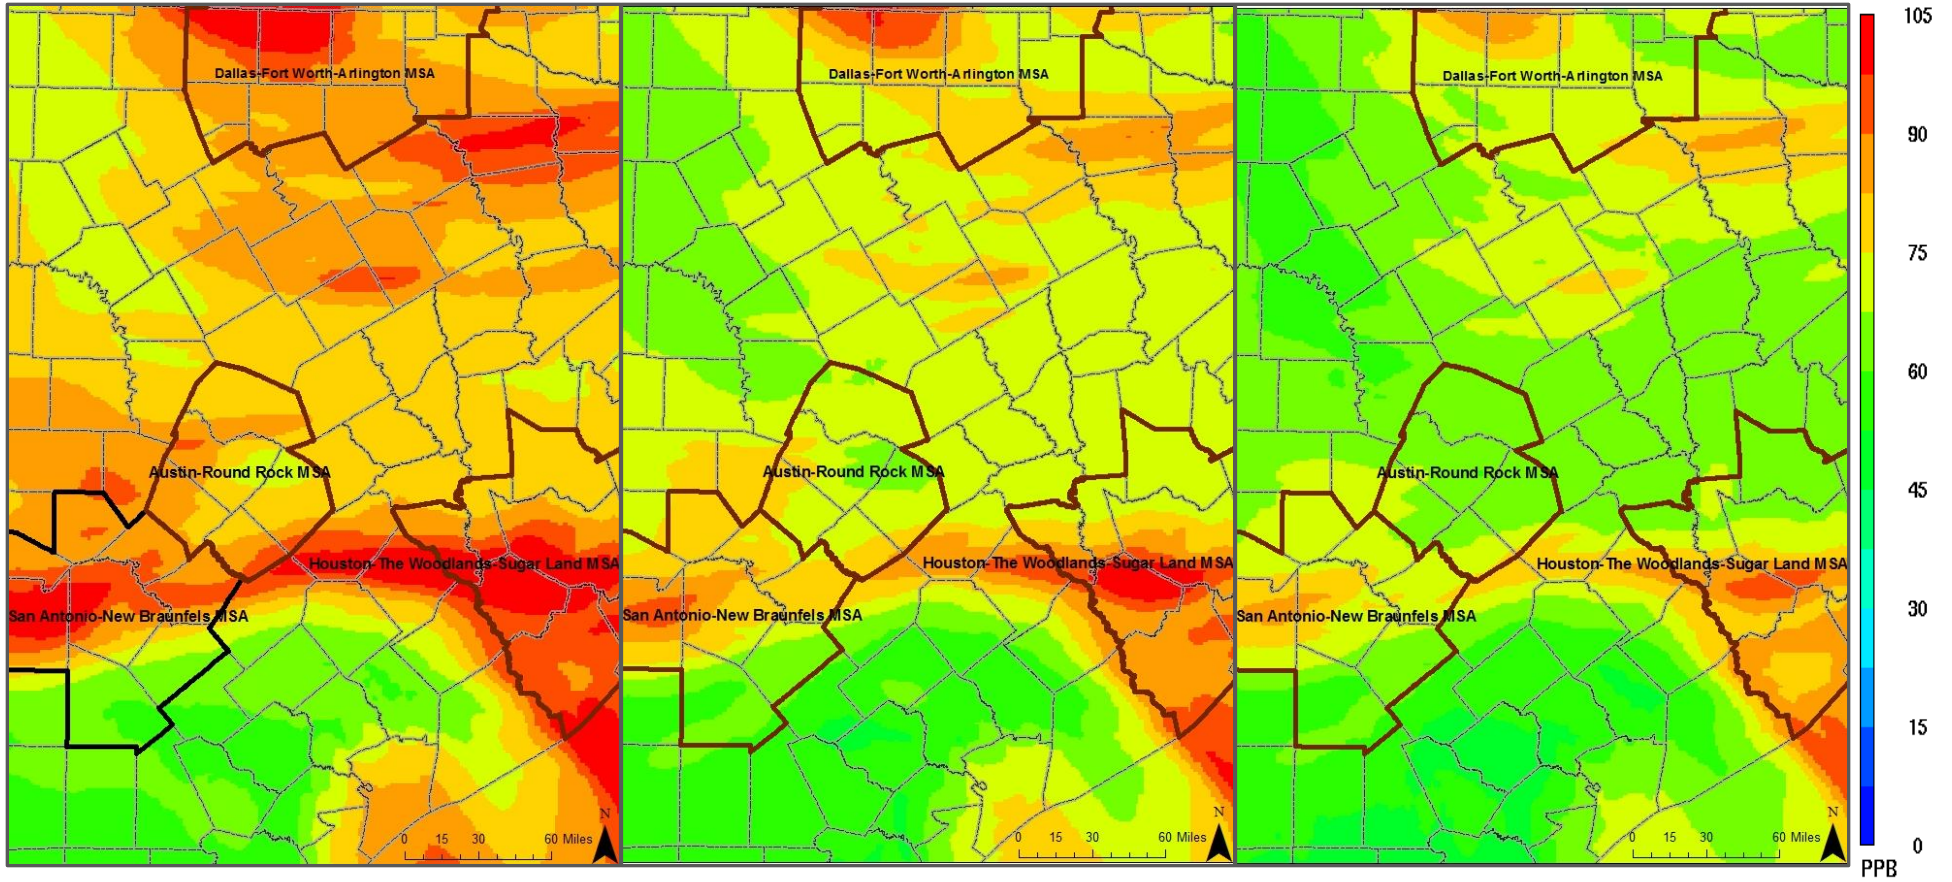 Dallas-Fort Worth-Arlington MSA
Austin-Round Rock MSA
Houston-The Woodlands-Sugar Land MSA
San Antonio-New Braunfels MSA
N
0 15 30 60 Miles
Dallas-Fort Worth-Arlington MSA
Austin-Round Rock MSA
Houston-The Woodlands-Sugar Land MSA
San Antonio-New Braunfels MSA
N
0 15 30 60 Miles
Dallas-Fort Worth-Arlington MSA
Austin-Round Rock MSA
Houston-The Woodlands-Sugar Land MSA
San Antonio-New Braunfels MSA
N
0 15 30 60 Miles
105
90
75
60
45
30
15
0
PPB